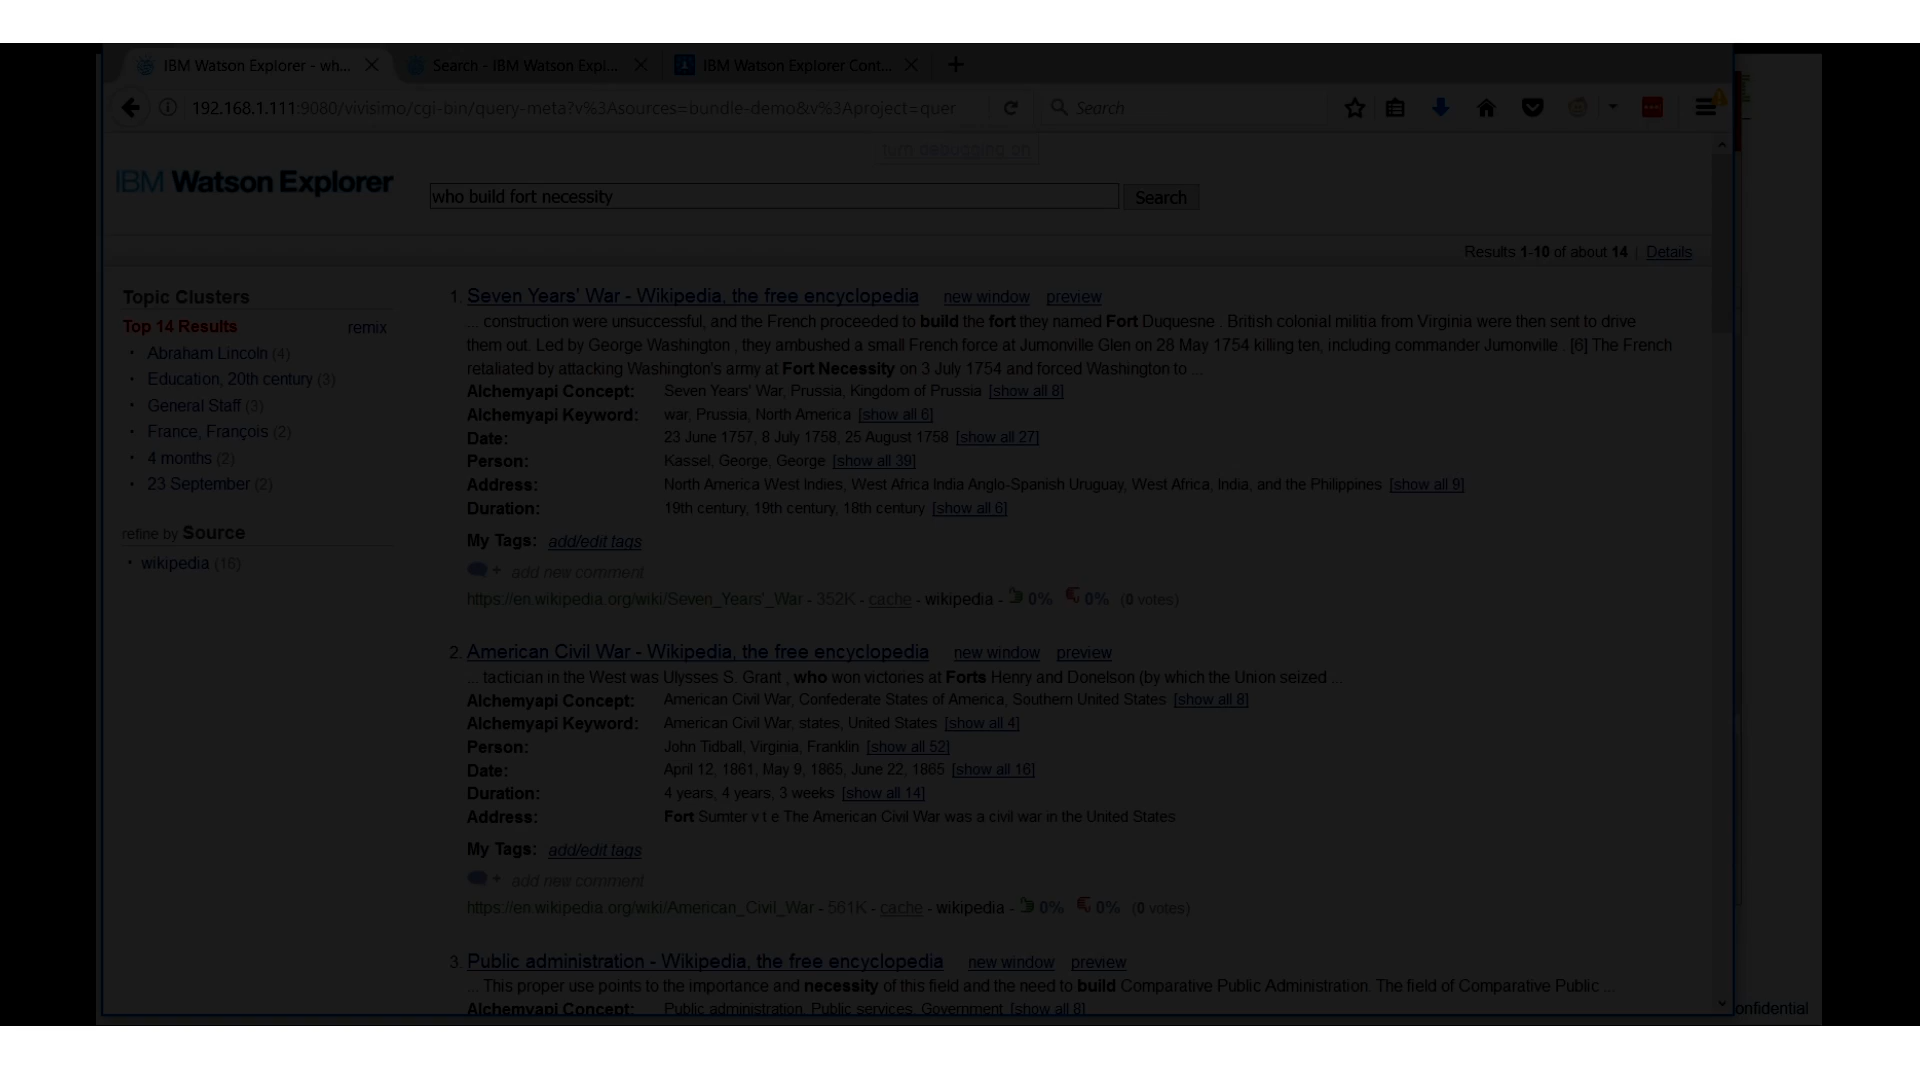 IBM Watson Explorer - wh...
Search - IBM Watson Expl...
IBM Watson Explorer Cont...
192.168.1.111:9080/vivisimo/cgi-bin/query-meta?v%3Asources=bundle-demo&v%3Aproject=quer
Search
turn debugging on
IBM Watson Explorer
who build fort necessity
Search
Results 1-10 of about 14 | Details
Topic Clusters
Top 14 Results remix
Abraham Lincoln (4)
Education, 20th century (3)
General Staff (3)
France, François (2)
4 months (2)
23 September (2)
refine by Source
wikipedia (16)
1. Seven Years' War - Wikipedia, the free encyclopedia new window preview
... construction were unsuccessful, and the French proceeded to build the fort they named Fort Duquesne . British colonial militia from Virginia were then sent to drive
them out. Led by George Washington , they ambushed a small French force at Jumonville Glen on 28 May 1754 killing ten, including commander Jumonville . [6] The French
retaliated by attacking Washington's army at Fort Necessity on 3 July 1754 and forced Washington to ...
Alchemyapi Concept: Seven Years' War, Prussia, Kingdom of Prussia [show all 8]
Alchemyapi Keyword: war, Prussia, North America [show all 6]
Date: 23 June 1757, 8 July 1758, 25 August 1758 [show all 27]
Person: Kassel, George, George [show all 39]
Address: North America West Indies, West Africa India Anglo-Spanish Uruguay, West Africa, India, and the Philippines [show all 9]
Duration: 19th century, 19th century, 18th century [show all 6]
My Tags: add/edit tags
+ add new comment
https://en.wikipedia.org/wiki/Seven_Years'_War - 352K - cache - wikipedia - 0% 0% (0 votes)
2. American Civil War - Wikipedia, the free encyclopedia new window preview
... tactician in the West was Ulysses S. Grant , who won victories at Forts Henry and Donelson (by which the Union seized ...
Alchemyapi Concept: American Civil War, Confederate States of America, Southern United States [show all 8]
Alchemyapi Keyword: American Civil War, states, United States [show all 4]
Person: John Tidball, Virginia, Franklin [show all 52]
Date: April 12, 1861, May 9, 1865, June 22, 1865 [show all 16]
Duration: 4 years, 4 years, 3 weeks [show all 14]
Address: Fort Sumter v t e The American Civil War was a civil war in the United States
My Tags: add/edit tags
+ add new comment
https://en.wikipedia.org/wiki/American_Civil_War - 561K - cache - wikipedia - 0% 0% (0 votes)
3. Public administration - Wikipedia, the free encyclopedia new window preview
... This proper use points to the importance and necessity of this field and the need to build Comparative Public Administration. The field of Comparative Public ...
Alchemyapi Concept: Public administration, Public services, Government [show all 8]
onfidential